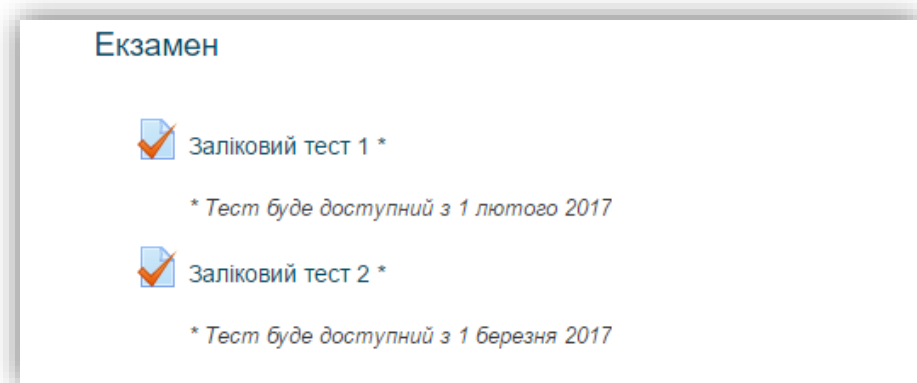 Екзамен
Заліковий тест 1 *
* Тест буде доступний з 1 лютого 2017
Заліковий тест 2 *
* Тест буде доступний з 1 березня 2017